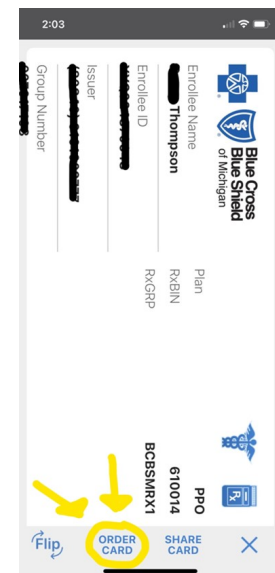 2:03
Blue Cross
Blue Shield
of Michigan
Enrollee Name
Thompson
Enrollee ID
Issuer
Group Number
Plan
PPO
RxBIN
610014
RxGRP
BCBSMRX1
Rx
Flip
ORDER
CARD
SHARE
CARD